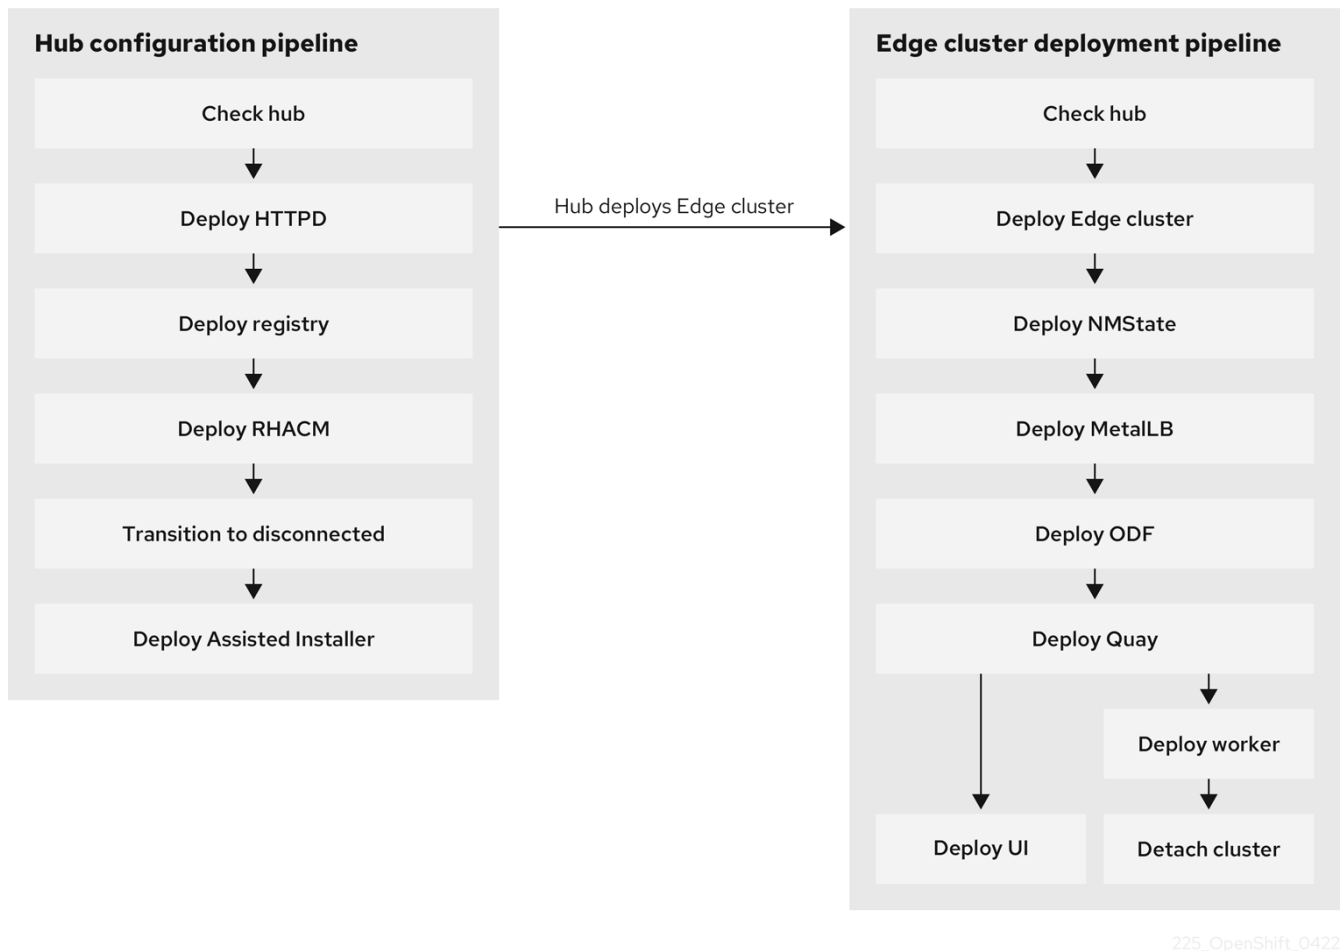 Hub configuration pipeline
Check hub
Deploy HTTPD
Deploy registry
Deploy RHACM
Transition to disconnected
Deploy Assisted Installer
Hub deploys Edge cluster
Edge cluster deployment pipeline
Check hub
Deploy Edge cluster
Deploy NMState
Deploy MetalLB
Deploy ODF
Deploy Quay
Deploy worker
Deploy UI
Detach cluster
225_OpenShift_0422